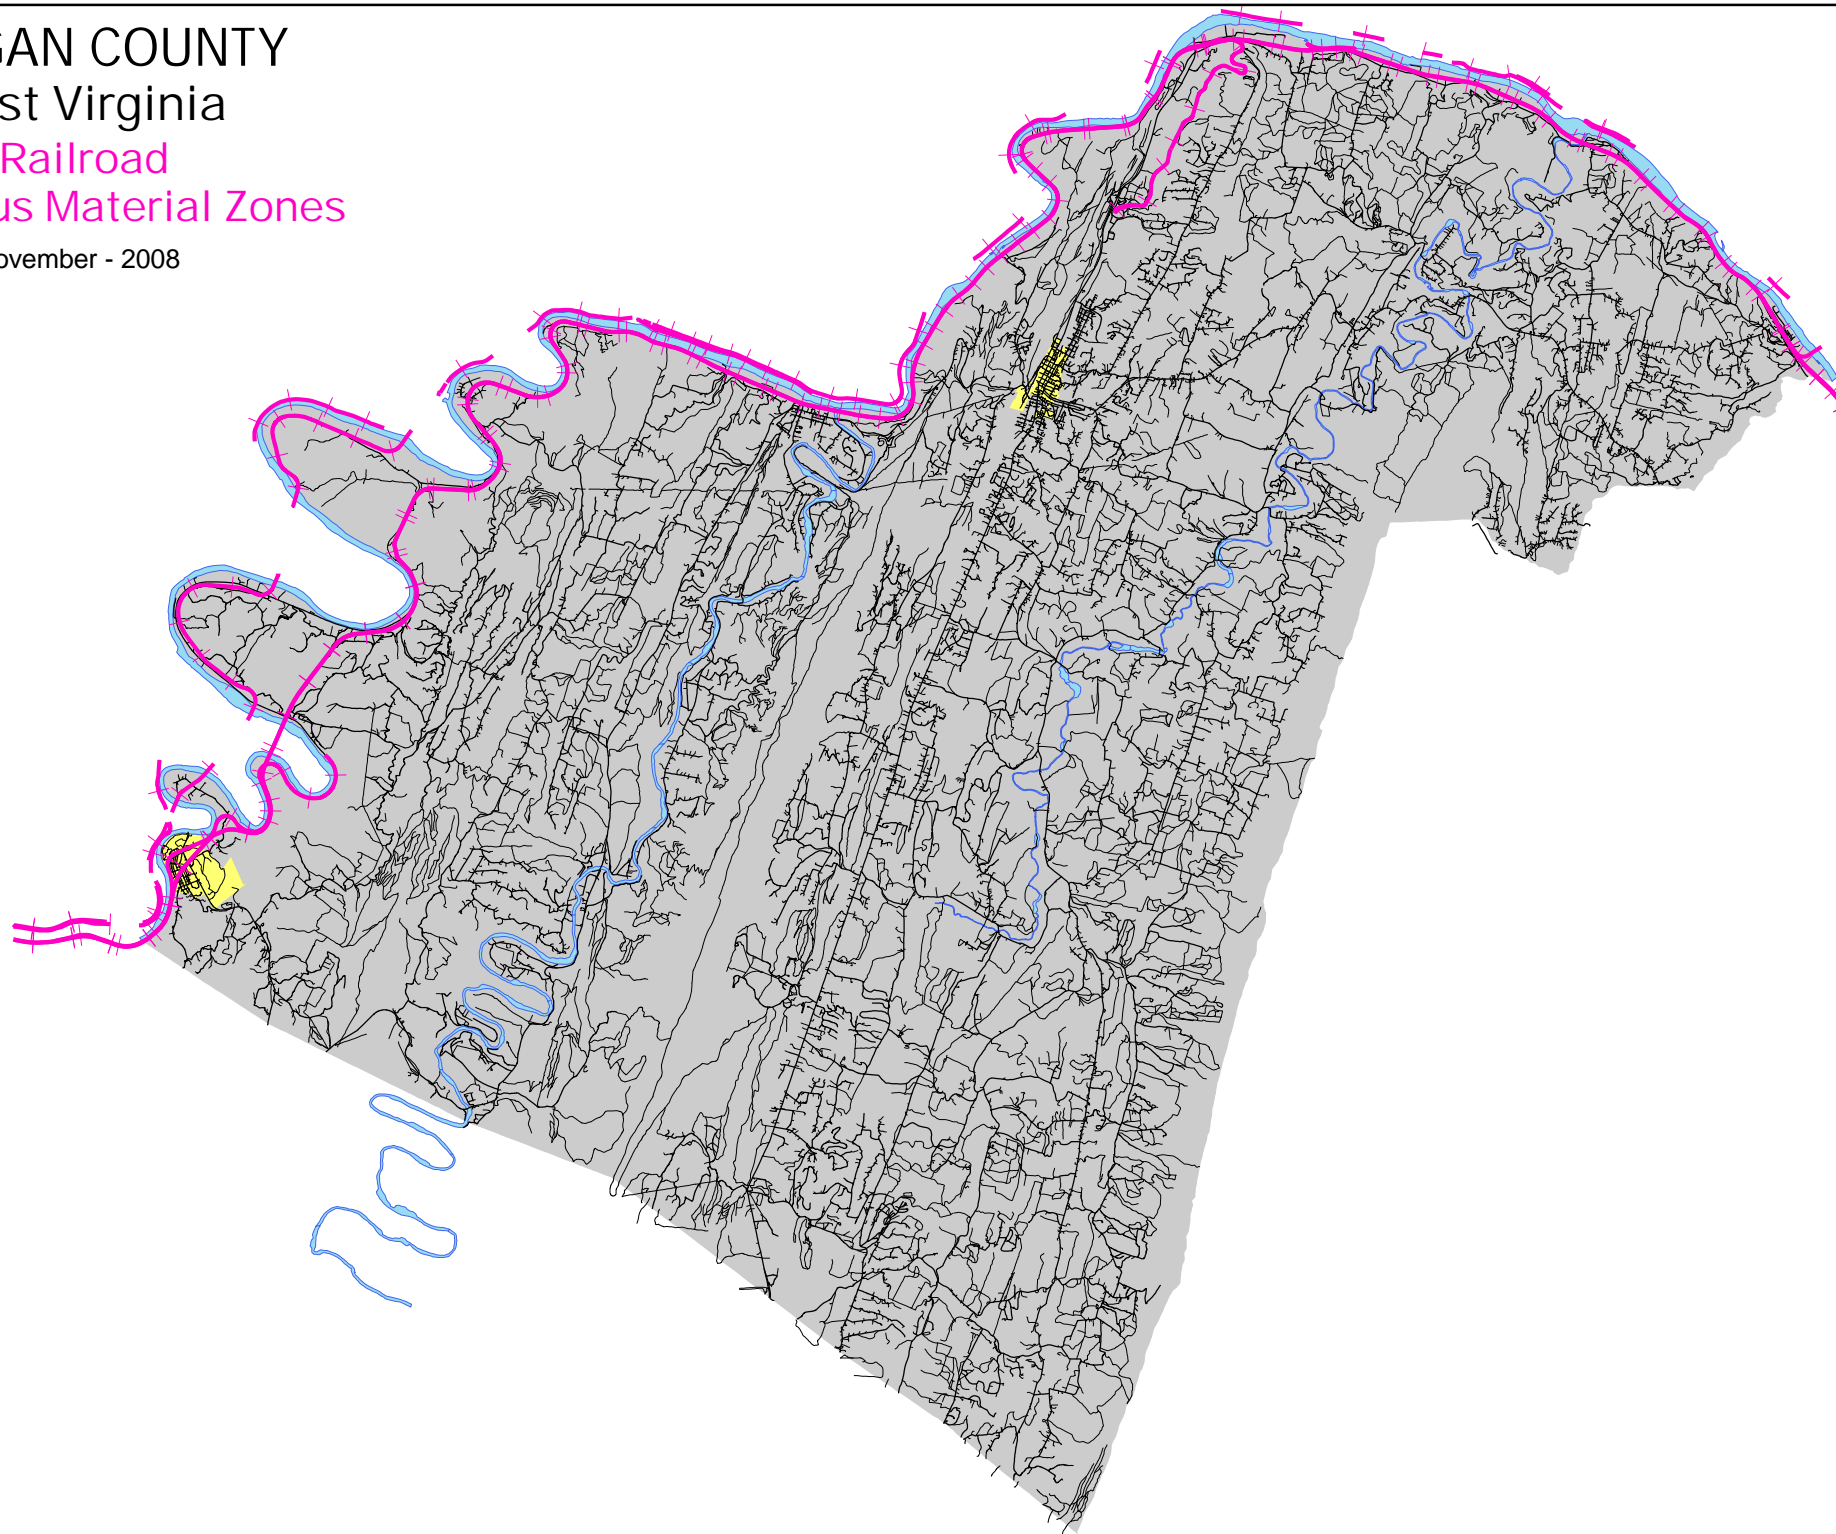 GAN COUNTY
st Virginia
Railroad
us Material Zones
ovember - 2008